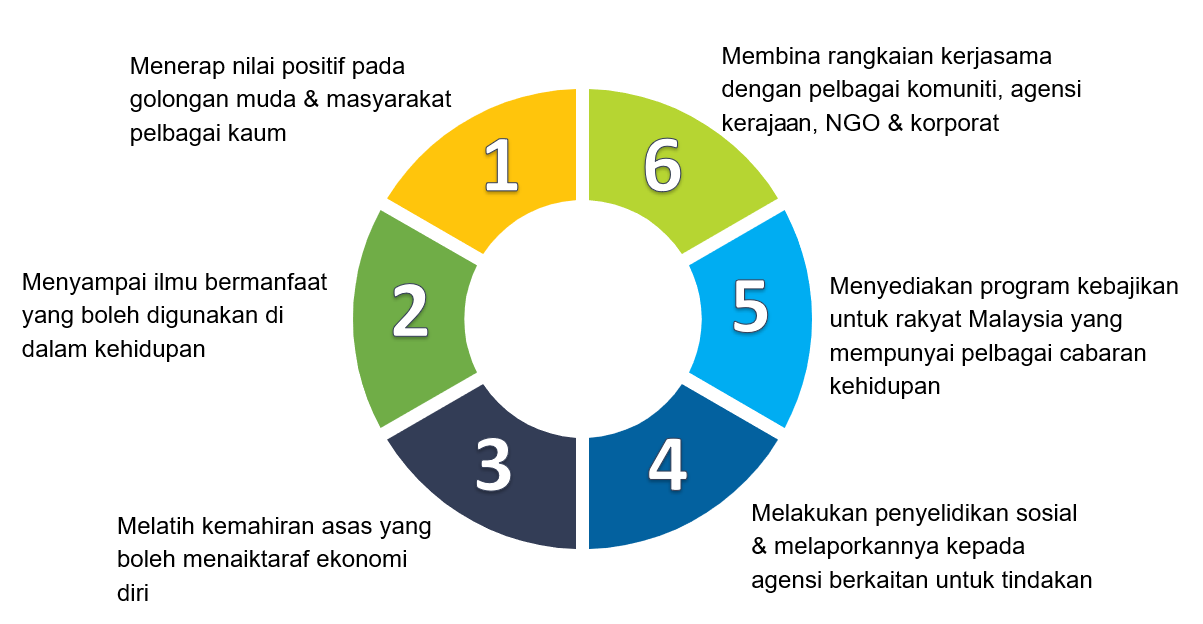 Menerap nilai positif pada
golongan muda & masyarakat
pelbagai kaum
1
Menyampai ilmu bermanfaat
yang boleh digunakan di
dalam kehidupan
2
Melatih kemahiran asas yang
boleh menaiktaraf ekonomi
diri
3
Melakukan penyelidikan sosial
& melaporkannya kepada
agensi berkaitan untuk tindakan
4
Menyediakan program kebajikan
untuk rakyat Malaysia yang
mempunyai pelbagai cabaran
kehidupan
5
Membina rangkaian kerjasama
dengan pelbagai komuniti, agensi
kerajaan, NGO & korporat
6